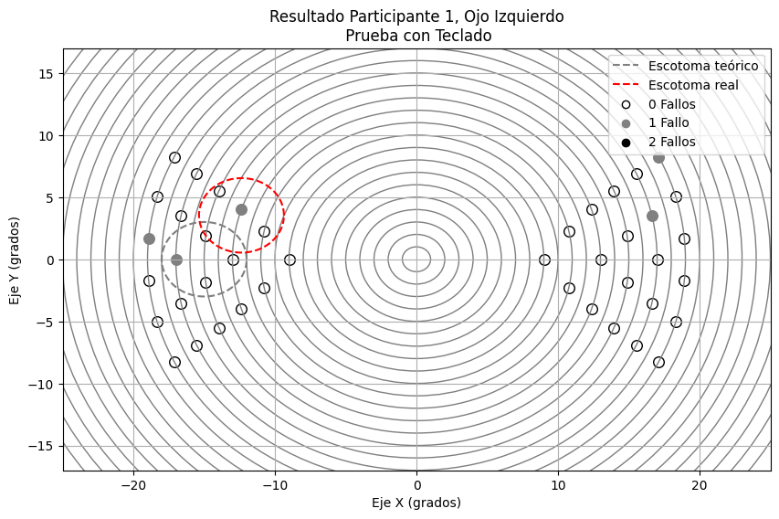 Resultado Participante 1, Ojo Izquierdo
Prueba con Teclado
Escotoma teórico
Escotoma real
0 Fallos
1 Fallo
2 Fallos
15
10
5
0
−5
−10
−15
Eje Y (grados)
−20
−10
0
10
20
Eje X (grados)